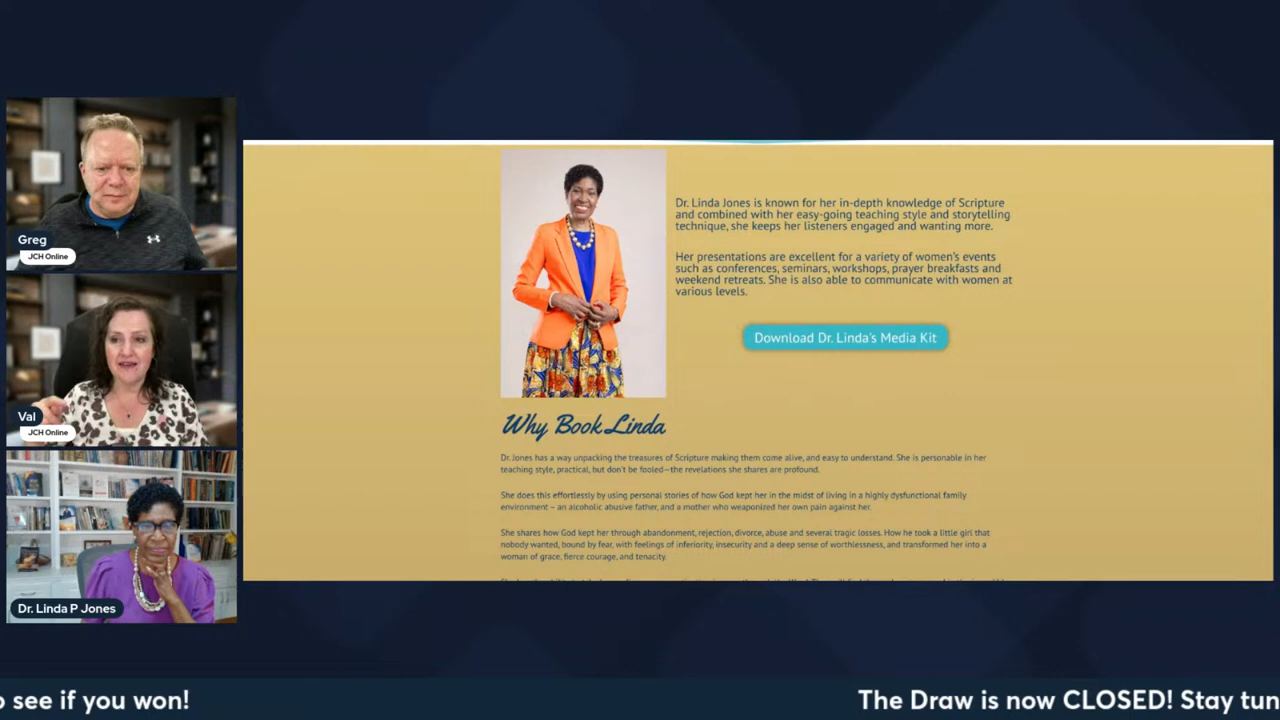 Greg
JCH Online
Val
JCH Online
Dr. Linda P Jones
Dr. Linda Jones is known for her in-depth knowledge of Scripture
and combined with her easy-going teaching style and storytelling
technique, she keeps her listeners engaged and wanting more.
Her presentations are excellent for a variety of women's events
such as conferences, seminars, workshops, prayer breakfasts and
weekend retreats. She is also able to communicate with women at
various levels.
Download Dr. Linda's Media Kit
Why Book Linda
Dr. Jones has a way unpacking the treasures of Scripture making them come alive, and easy to understand. She is personable in her
teaching style, practical, but don't be fooled—the revelations she shares are profound.
She does this effortlessly by using personal stories of how God kept her in the midst of living in a highly dysfunctional family
environment – an alcoholic abusive father, and a mother who weaponized her own pain against her.
She shares how God kept her through abandonment, rejection, divorce, abuse and several tragic losses. How he took a little girl that
nobody wanted, bound by fear, with feelings of inferiority, insecurity and a deep sense of worthlessness, and transformed her into a
woman of grace, fierce courage, and tenacity.
o see if you won!
The Draw is now CLOSED! Stay tun